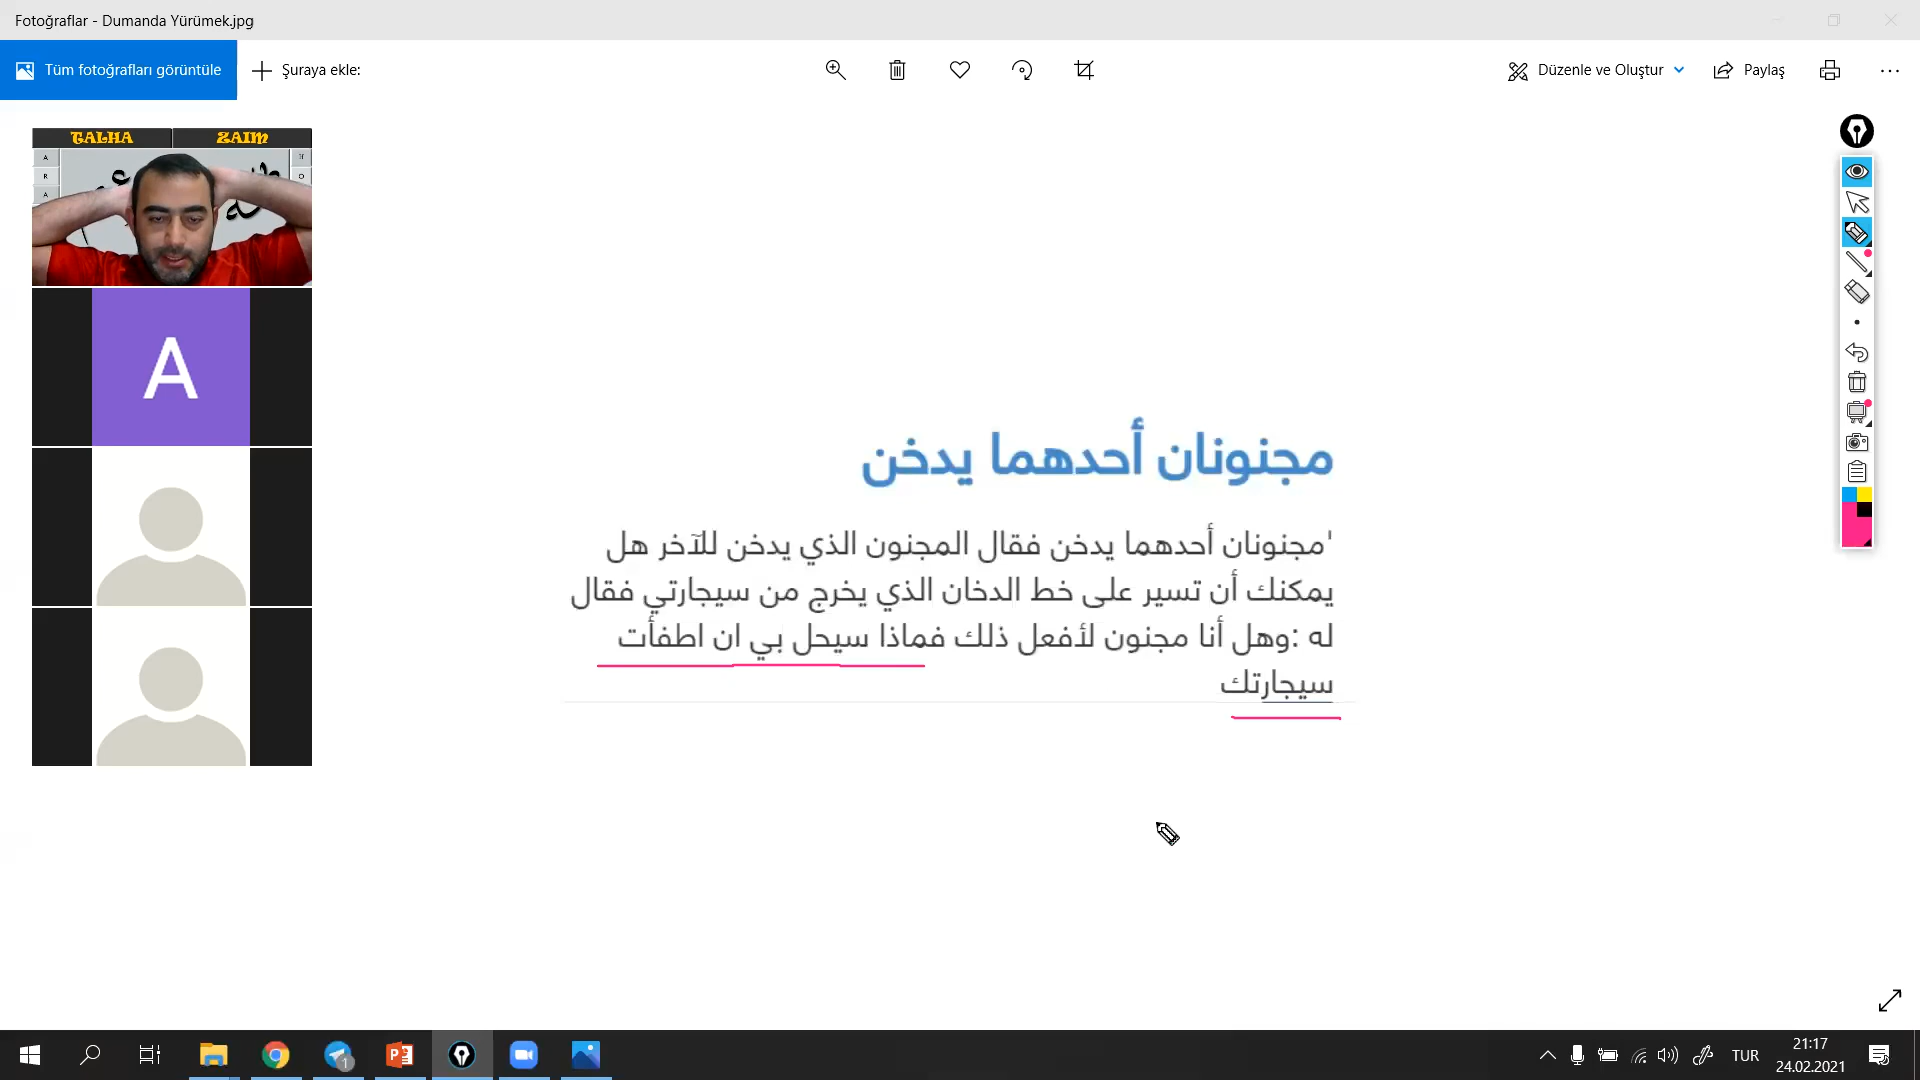 Fotoğraflar - Dumanda Yürümek.jpg
Tüm fotoğrafları görüntüle
Şuraya ekle:
Düzenle ve Oluştur
Paylaş
TALHA ZAIM
A
R
A
A
مجنونان أحدهما يدخن
'مجنونان أحدهما يدخن فقال المجنون الذي يدخن للآخر هل
يمكنك أن تسير على خط الدخان الذي يخرج من سيجارتي فقال
له :وهل أنا مجنون لأفعل ذلك فماذا سيحل بي ان اطفأت
سيجارتك
1
TUR
21:17
24.02.2021